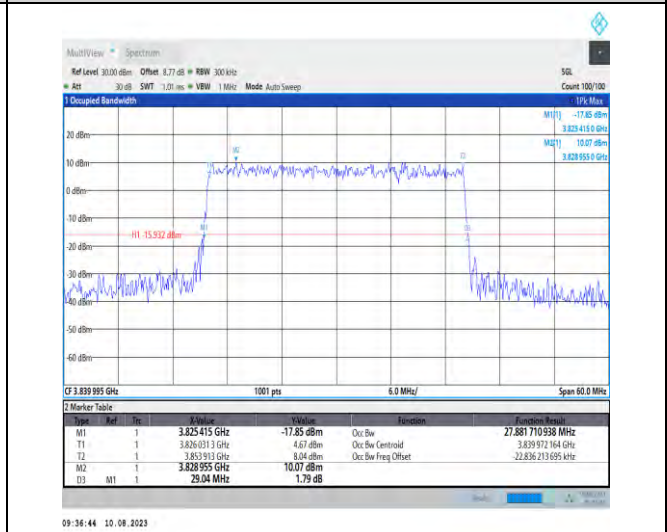 MultiView Spectrum
Ref Level 30.00 dBm Offset 8.77 dB RBW 300 kHz SGL
Att 30 dB SWT 1.01 ms VBW 1 MHz Mode Auto Sweep Count 100/100
1 Occupied Bandwidth 1Pk Max
M1[1] -17.85 dBm
3.825 415 0 GHz
M2[1] 10.07 dBm
3.828 955 0 GHz
20 dBm
M2
10 dBm
0 dBm
-10 dBm
M1
H1 -15.932 dBm
-20 dBm
-30 dBm
-40 dBm
-50 dBm
-60 dBm
CF 3.839 995 GHz 1001 pts 6.0 MHz/ Span 60.0 MHz
2 Marker Table
Type Ref Trc X-Value Y-Value Function Function Result
M1 1 3.825 415 GHz -17.85 dBm Occ Bw 27.881 710 938 MHz
T1 1 3.826 031 3 GHz 4.67 dBm Occ Bw Centroid 3.839 972 164 GHz
T2 1 3.853 913 GHz 8.04 dBm Occ Bw Freq Offset -22.836 213 695 kHz
M2 1 3.828 955 GHz 10.07 dBm
D3 M1 1 29.04 MHz 1.79 dB
09:36:44 10.08.2023